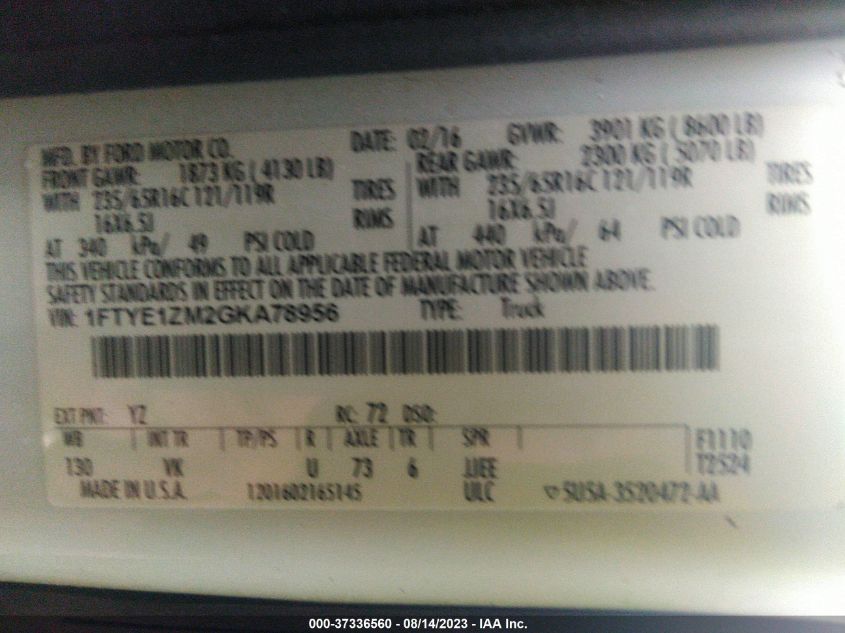 MFD. BY FORD MOTOR CO. DATE: 02/16 GVWR: 3901 KG ( 8600 LB)
FRONT GAWR: 1873 KG ( 4130 LB) REAR GAWR: 2300 KG ( 5070 LB)
WITH 235/65R16C 121/119R TIRES WITH 235/65R16C 121/119R TIRES
16X6.5J RIMS 16X6.5J RIMS
AT 340 kPa/ 49 PSI COLD AT 440 kPa/ 64 PSI COLD
THIS VEHICLE CONFORMS TO ALL APPLICABLE FEDERAL MOTOR VEHICLE
SAFETY STANDARDS IN EFFECT ON THE DATE OF MANUFACTURE SHOWN ABOVE.
VIN: 1FTYE1ZM2GKA78956 TYPE: Truck
EXT PNT: YZ RC: 72 DSO:
WB INT TR TP/PS R AXLE TR SPR F1110
130 VK U 73 6 JJEE T2524
MADE IN U.S.A. 1201602165145 ULC 5U5A-3520472-AA
000-37336560 - 08/14/2023 - IAA Inc.